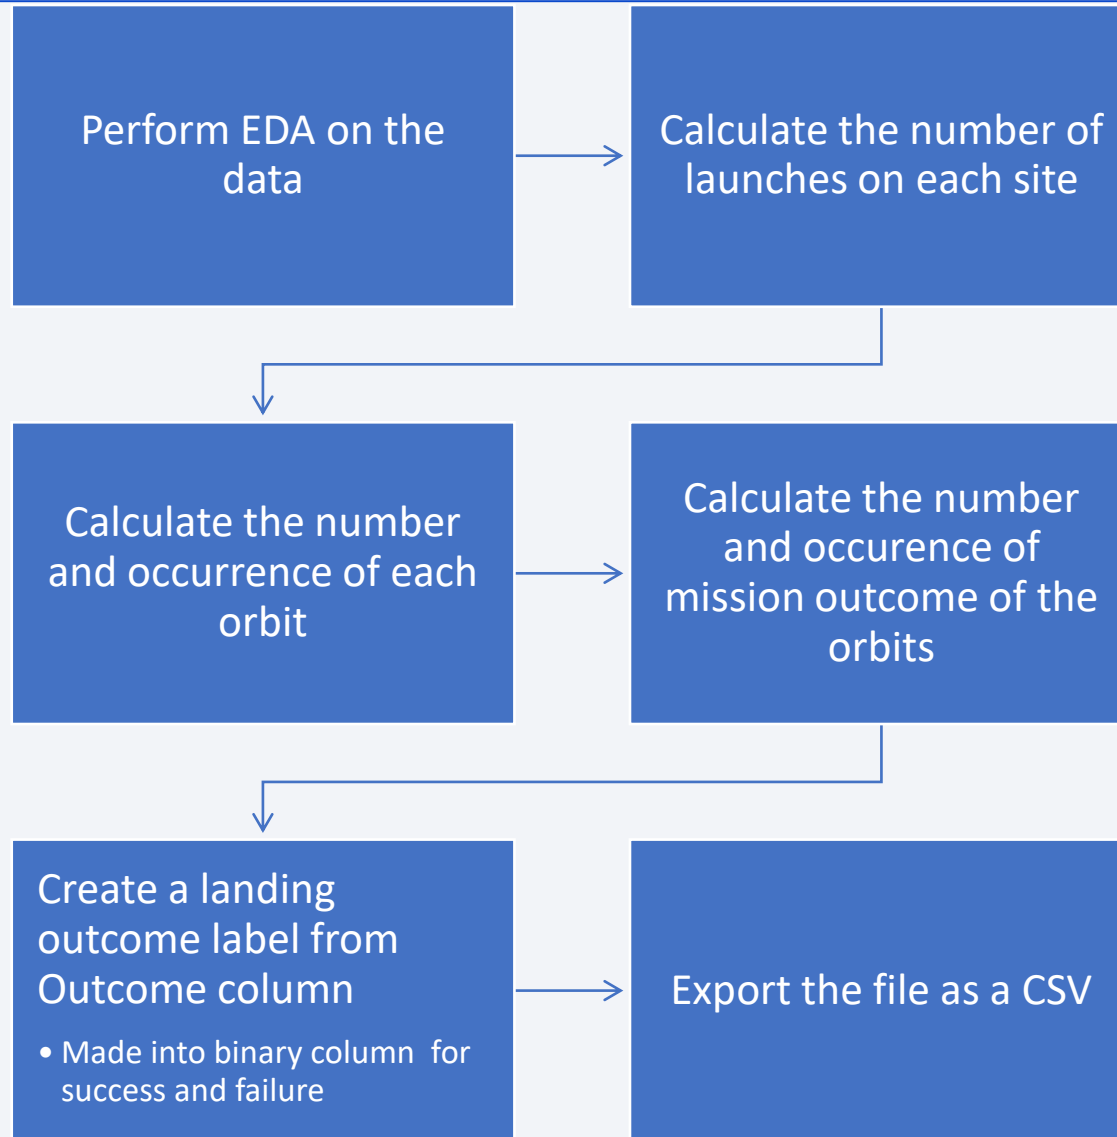 Perform EDA on the
data
Calculate the number of
launches on each site
Calculate the number
and occurrence of each
orbit
Calculate the number
and occurence of
mission outcome of the
orbits
Create a landing
outcome label from
Outcome column
• Made into binary column  for
success and failure
Export the file as a CSV